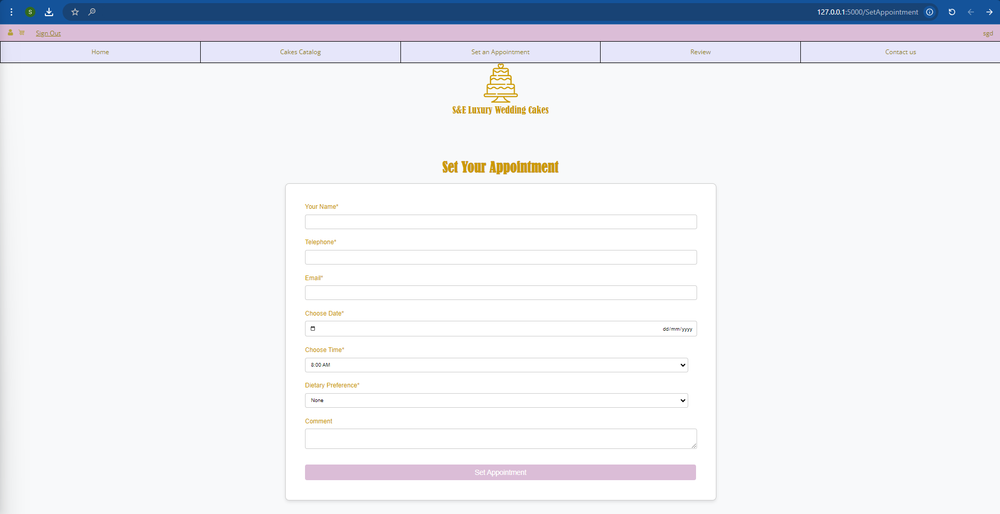 S
127.0.0.1:5000/SetAppointment
Sign Out
sgd
Home
Cakes Catalog
Set an Appointment
Review
Contact us
S&E Luxury Wedding Cakes
Set Your Appointment
Your Name*
Telephone*
Email*
Choose Date*
dd/mm/yyyy
Choose Time*
8:00 AM
Dietary Preference*
None
Comment
Set Appointment